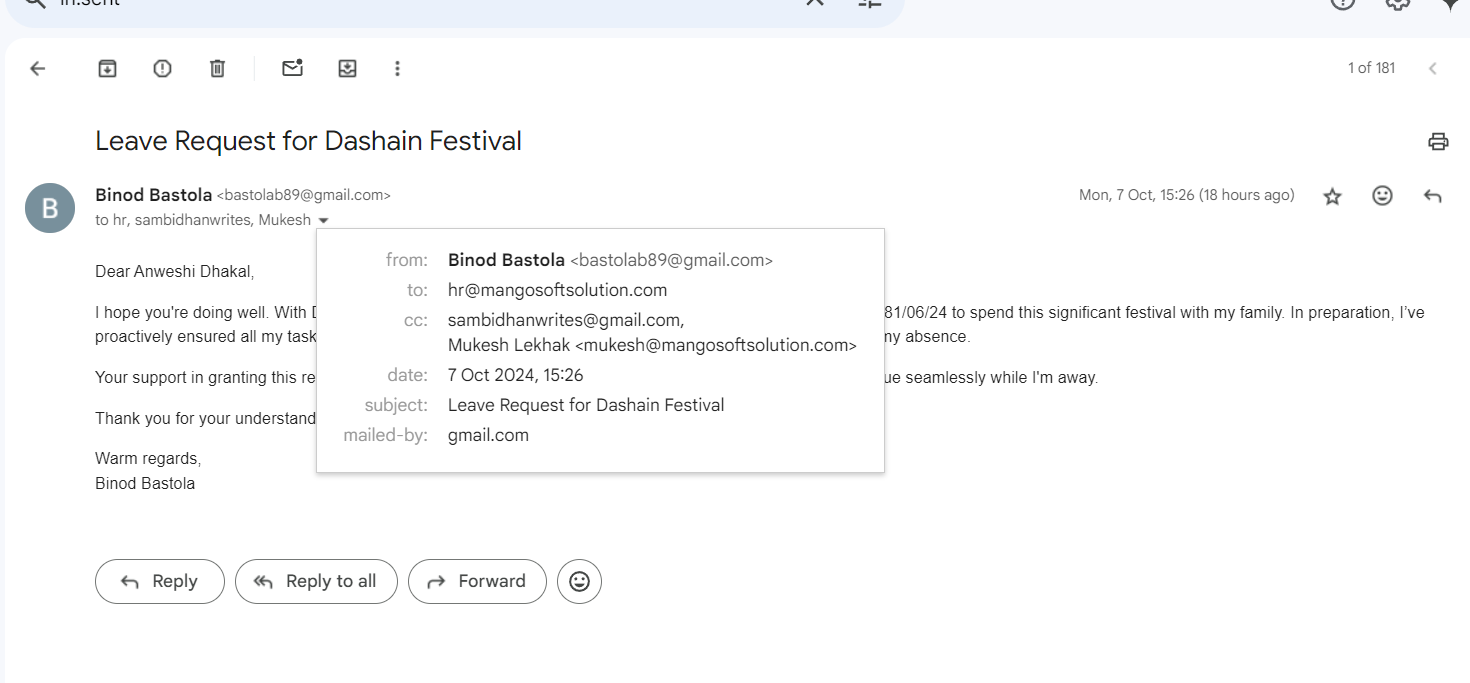 in:sent
1 of 181
Leave Request for Dashain Festival
B
Binod Bastola <bastolab89@gmail.com>
Mon, 7 Oct, 15:26 (18 hours ago)
to hr, sambidhanwrites, Mukesh
from: Binod Bastola <bastolab89@gmail.com>
to: hr@mangosoftsolution.com
cc: sambidhanwrites@gmail.com,
Mukesh Lekhak <mukesh@mangosoftsolution.com>
date: 7 Oct 2024, 15:26
subject: Leave Request for Dashain Festival
mailed-by: gmail.com
Dear Anweshi Dhakal,
I hope you're doing well. With 81/06/24 to spend this significant festival with my family. In preparation, I've
proactively ensured all my task my absence.
Your support in granting this re ue seamlessly while I'm away.
Thank you for your understand
Warm regards,
Binod Bastola
Reply
Reply to all
Forward